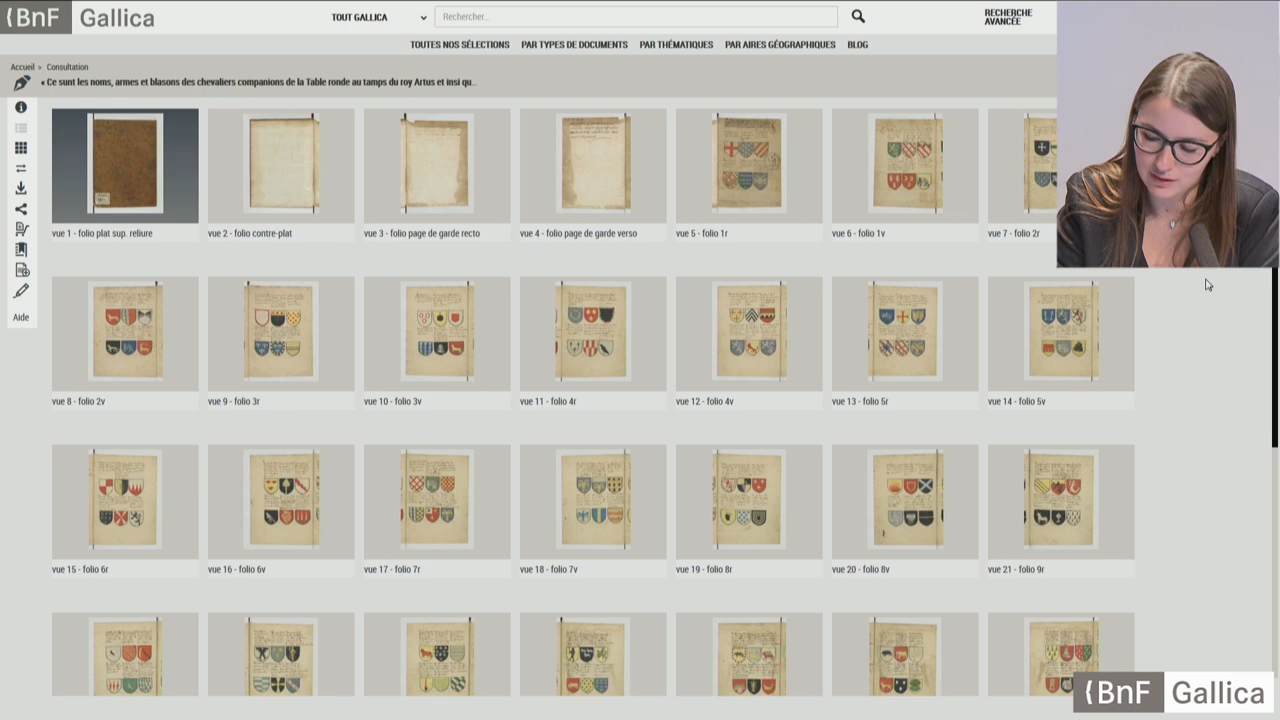 BnF Gallica
TOUT GALLICA
Rechercher...
RECHERCHE
AVANCÉE
TOUTES NOS SÉLECTIONS PAR TYPES DE DOCUMENTS PAR THÉMATIQUES PAR AIRES GÉOGRAPHIQUES BLOG
Accueil > Consultation
« Ce sont les noms, armes et blasons des chevaliers companions de la Table ronde au tamps du roy Artus et insi qu...
vue 1 - folio plat sup. reliure
vue 2 - folio contre-plat
vue 3 - folio page de garde recto
vue 4 - folio page de garde verso
vue 5 - folio 1r
vue 6 - folio 1v
vue 7 - folio 2r
Aide
vue 8 - folio 2v
vue 9 - folio 3r
vue 10 - folio 3v
vue 11 - folio 4r
vue 12 - folio 4v
vue 13 - folio 5r
vue 14 - folio 5v
vue 15 - folio 6r
vue 16 - folio 6v
vue 17 - folio 7r
vue 18 - folio 7v
vue 19 - folio 8r
vue 20 - folio 8v
vue 21 - folio 9r
BnF Gallica